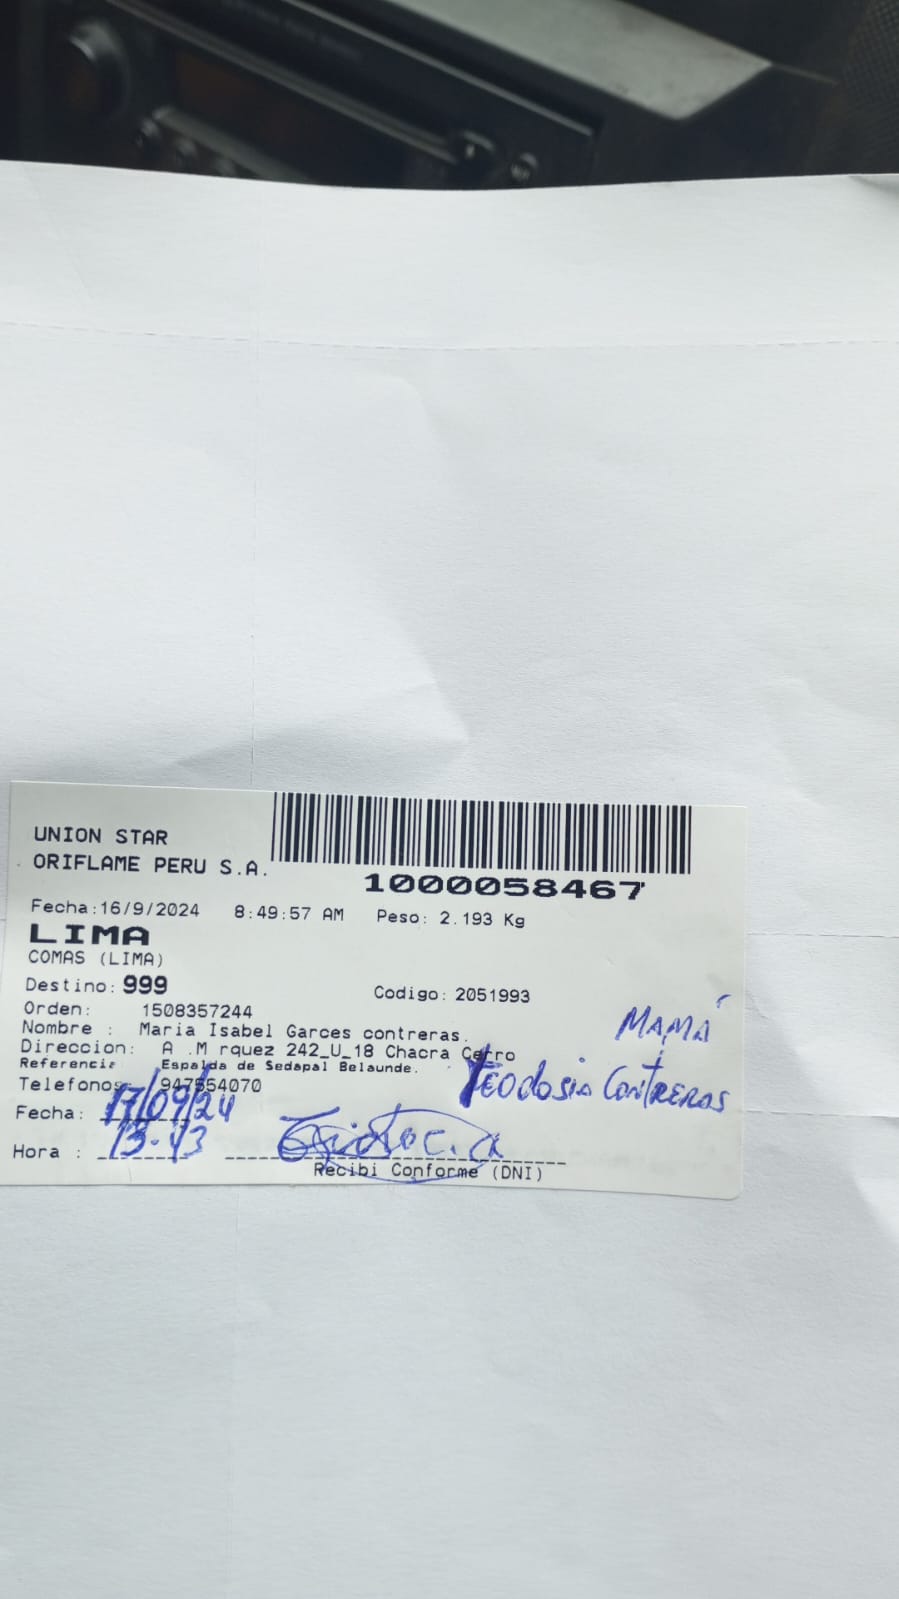 UNION STAR
ORIFLAME PERU S.A.
1000058467
Fecha:16/9/2024 8:49:57 AM Peso: 2.193 Kg
LIMA
COMAS (LIMA)
Destino: 999 Codigo: 2051993
Orden: 1508357244
Nombre : Maria Isabel Garces contreras.
Direccion: A .M rquez 242_U_18 Chacra Cerro
Referencia: Espalda de Sedapal Belaunde.
Telefonos: 947554070
MAMÁ
TEODOSIA CONTRERAS
Fecha: 17/09/24
Hora : 13-43
Recibi Conforme (DNI)